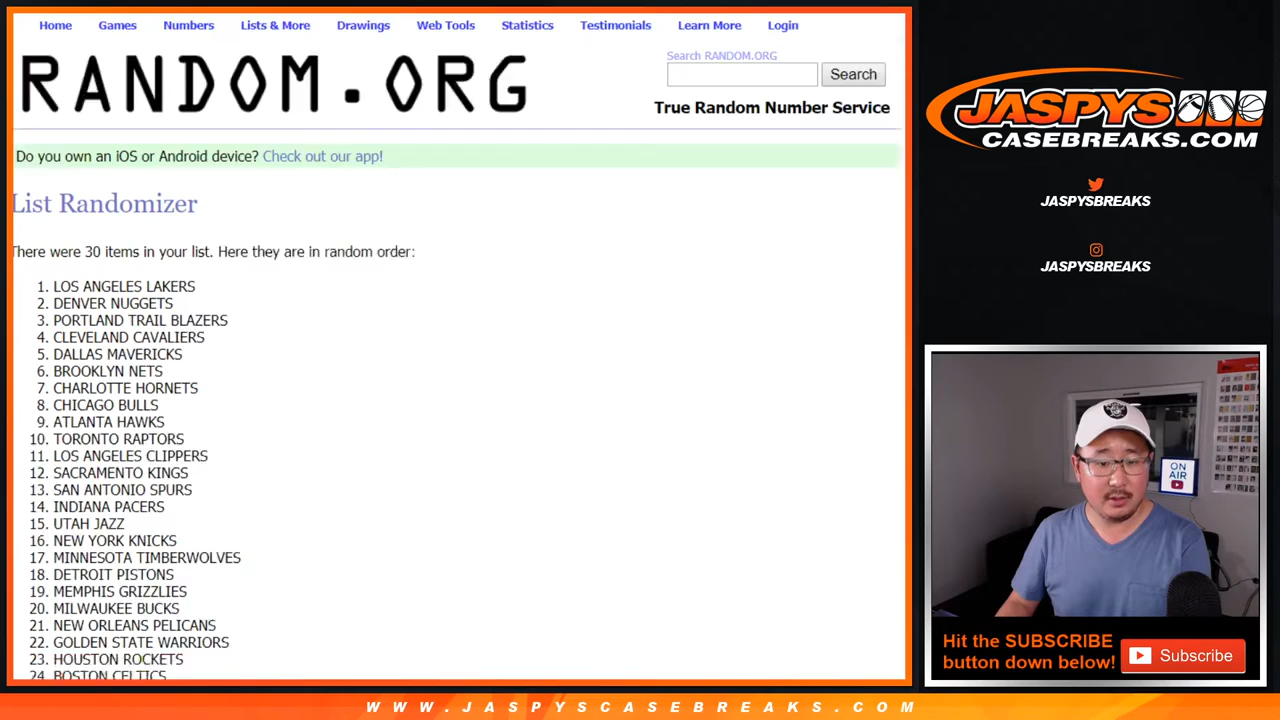 Home Games Numbers Lists & More Drawings Web Tools Statistics Testimonials Learn More Login
RANDOM.ORG
Search RANDOM.ORG
Search
True Random Number Service
Do you own an iOS or Android device? Check out our app!
List Randomizer
There were 30 items in your list. Here they are in random order:
1. LOS ANGELES LAKERS
2. DENVER NUGGETS
3. PORTLAND TRAIL BLAZERS
4. CLEVELAND CAVALIERS
5. DALLAS MAVERICKS
6. BROOKLYN NETS
7. CHARLOTTE HORNETS
8. CHICAGO BULLS
9. ATLANTA HAWKS
10. TORONTO RAPTORS
11. LOS ANGELES CLIPPERS
12. SACRAMENTO KINGS
13. SAN ANTONIO SPURS
14. INDIANA PACERS
15. UTAH JAZZ
16. NEW YORK KNICKS
17. MINNESOTA TIMBERWOLVES
18. DETROIT PISTONS
19. MEMPHIS GRIZZLIES
20. MILWAUKEE BUCKS
21. NEW ORLEANS PELICANS
22. GOLDEN STATE WARRIORS
23. HOUSTON ROCKETS
24. BOSTON CELTICS
JASPYS
CASEBREAKS.COM
JASPYSBREAKS
JASPYSBREAKS
ON
AIR
Hit the SUBSCRIBE
button down below!
Subscribe
WWW.JASPYSCASEBREAKS.COM